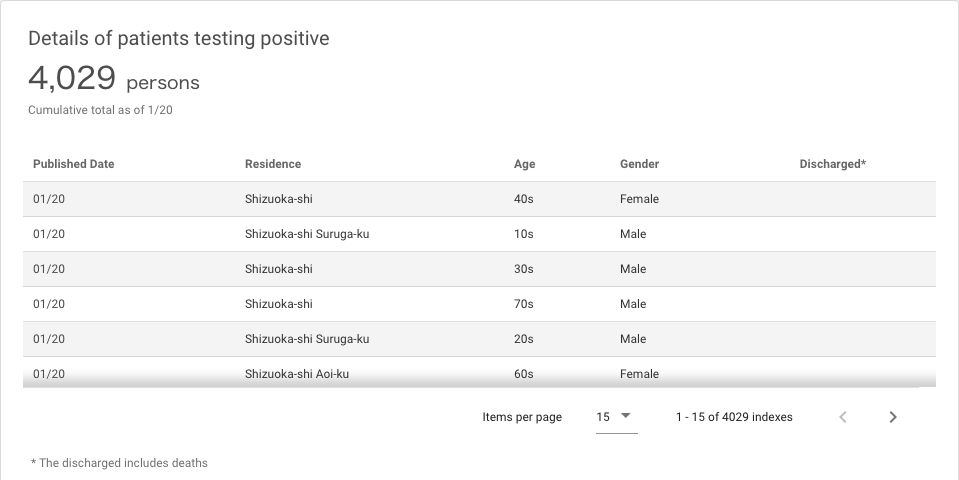 Details of patients testing positive
4,029 persons
Cumulative total as of 1/20
Published Date Residence Age Gender Discharged*
01/20 Shizuoka-shi 40s Female
01/20 Shizuoka-shi Suruga-ku 10s Male
01/20 Shizuoka-shi 30s Male
01/20 Shizuoka-shi 70s Male
01/20 Shizuoka-shi Suruga-ku 20s Male
01/20 Shizuoka-shi Aoi-ku 60s Female
Items per page 15 1 - 15 of 4029 indexes
* The discharged includes deaths